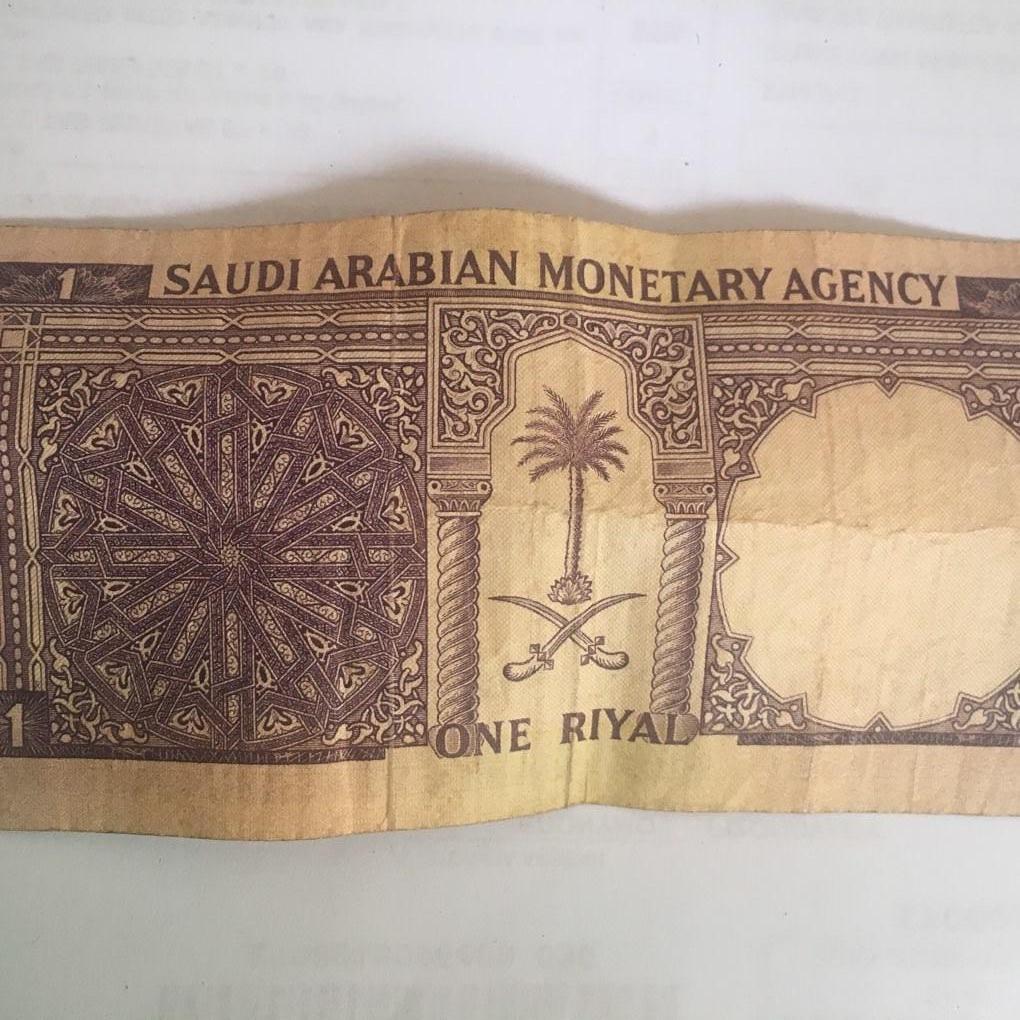 1 SAUDI ARABIAN MONETARY AGENCY
1 ONE RIYAL